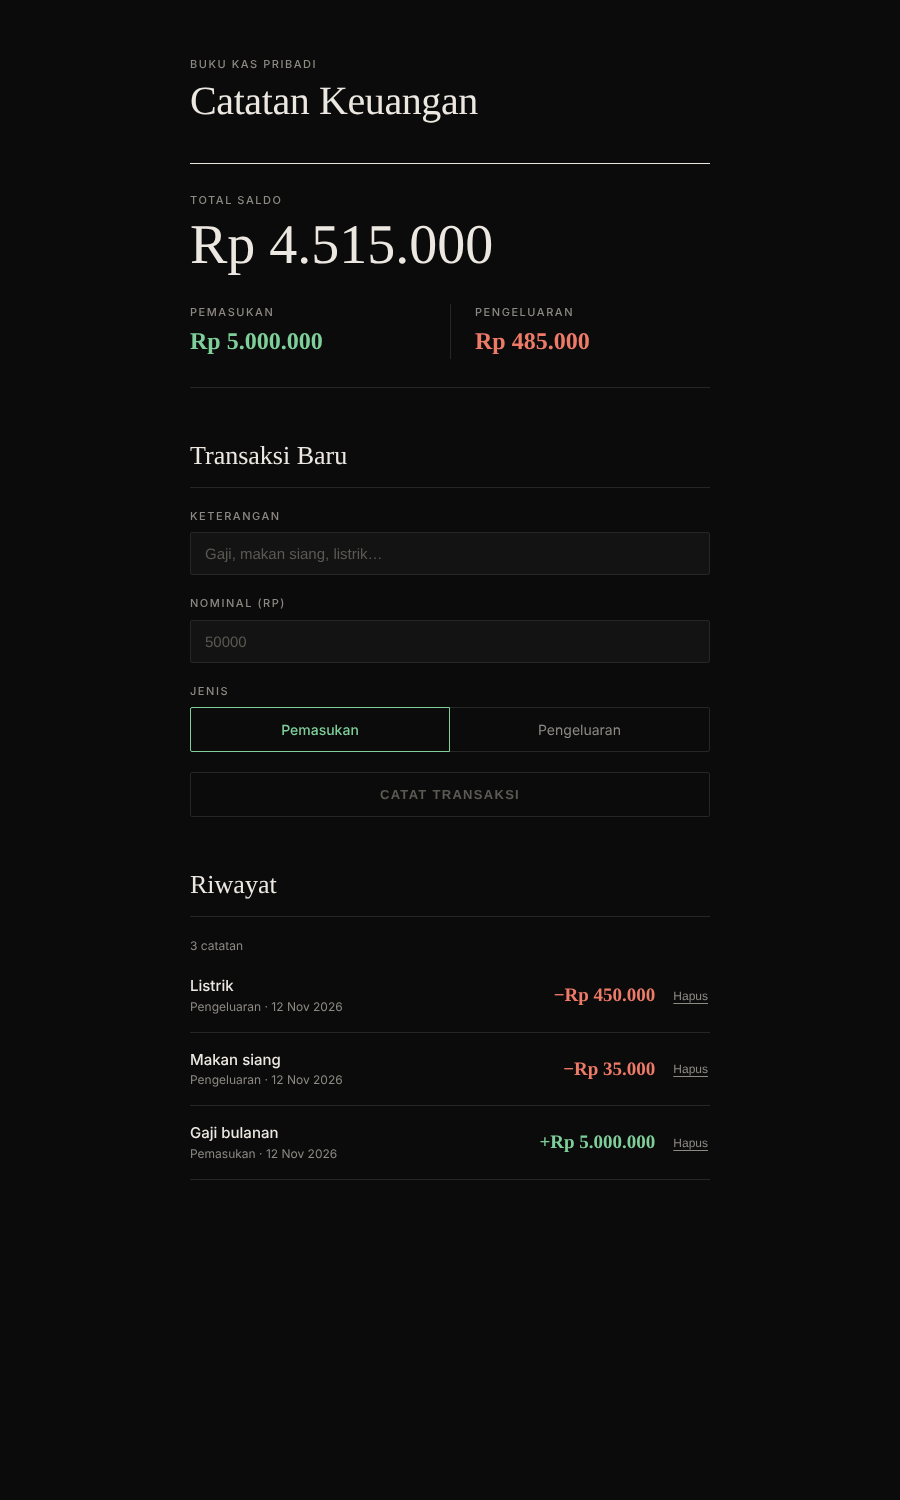 BUKU KAS PRIBADI
Catatan Keuangan
TOTAL SALDO
Rp 4.515.000
PEMASUKAN
Rp 5.000.000
PENGELUARAN
Rp 485.000
Transaksi Baru
KETERANGAN
Gaji, makan siang, listrik…
NOMINAL (RP)
50000
JENIS
Pemasukan
Pengeluaran
CATAT TRANSAKSI
Riwayat
3 catatan
Listrik
Pengeluaran · 12 Nov 2026
−Rp 450.000
Hapus
Makan siang
Pengeluaran · 12 Nov 2026
−Rp 35.000
Hapus
Gaji bulanan
Pemasukan · 12 Nov 2026
+Rp 5.000.000
Hapus